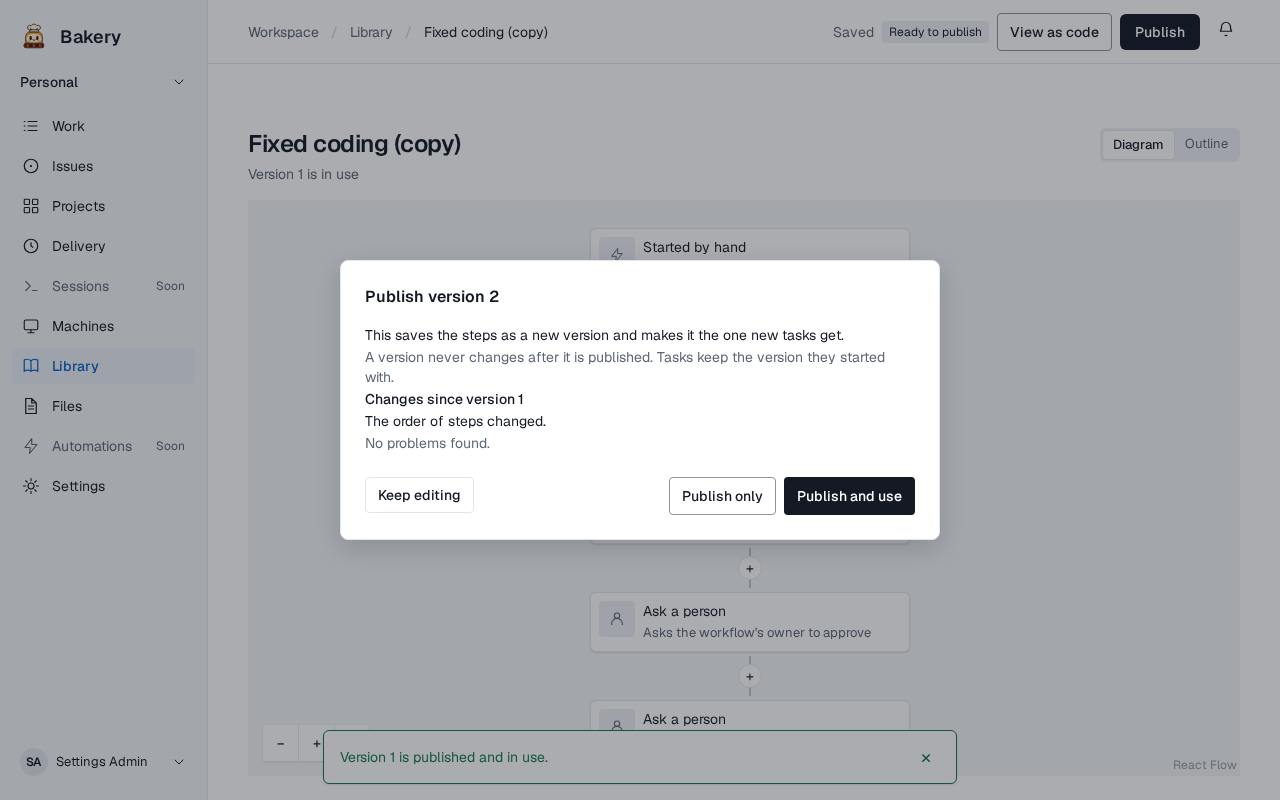 Bakery
Workspace / Library / Fixed coding (copy)
Saved
Ready to publish
View as code
Publish
Personal
Work
Issues
Projects
Delivery
Sessions Soon
Machines
Library
Files
Automations Soon
Settings
SA Settings Admin
Fixed coding (copy)
Version 1 is in use
Diagram
Outline
Started by hand
Publish version 2
This saves the steps as a new version and makes it the one new tasks get.
A version never changes after it is published. Tasks keep the version they started
with.
Changes since version 1
The order of steps changed.
No problems found.
Keep editing
Publish only
Publish and use
+
Ask a person
Asks the workflow's owner to approve
+
Ask a person
− +
Version 1 is published and in use. ×
React Flow